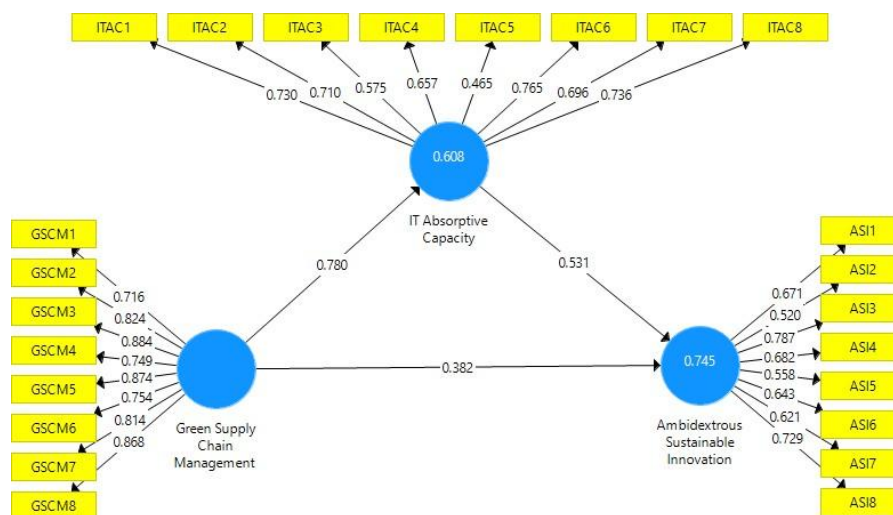 ITAC1 ITAC2 ITAC3 ITAC4 ITAC5 ITAC6 ITAC7 ITAC8
0.730 0.710 0.575 0.657 0.465 0.765 0.696 0.736
0.608
IT Absorptive
Capacity
0.780
0.531
0.382
GSCM1
GSCM2
GSCM3
GSCM4
GSCM5
GSCM6
GSCM7
GSCM8
0.716
0.824
0.884
0.749
0.874
0.754
0.814
0.868
Green Supply
Chain
Management
0.745
Ambidextrous
Sustainable
Innovation
0.671
0.520
0.787
0.682
0.558
0.643
0.621
0.729
ASI1
ASI2
ASI3
ASI4
ASI5
ASI6
ASI7
ASI8